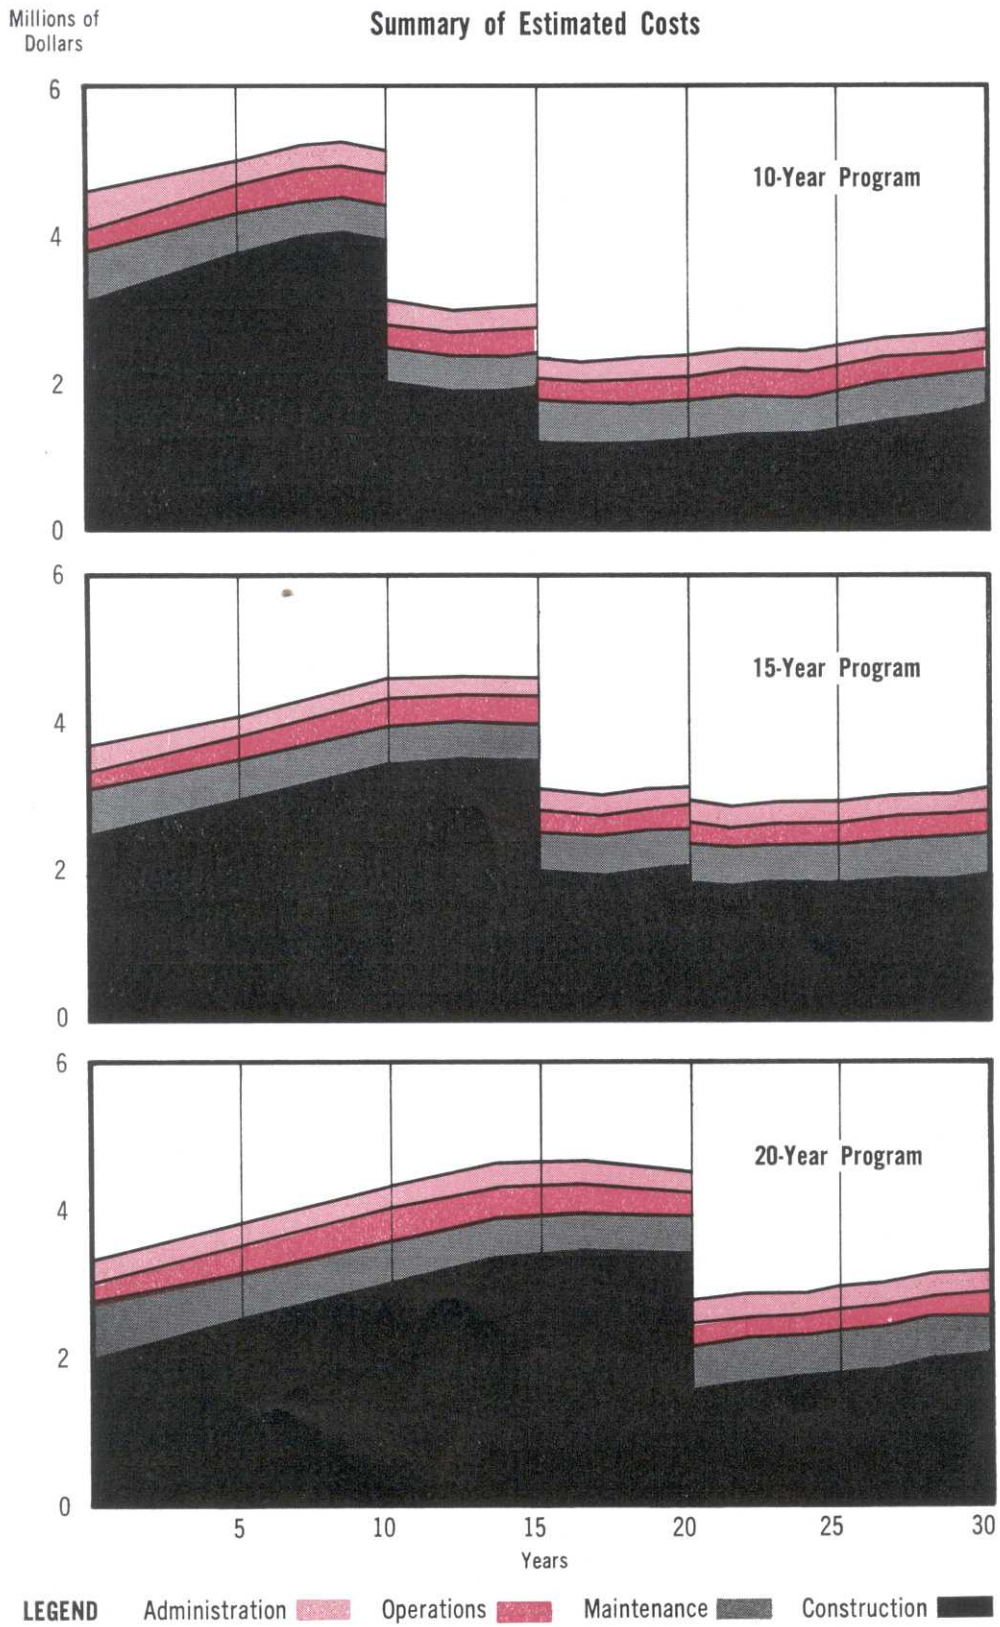 Millions of
Dollars
Summary of Estimated Costs
6
10-Year Program
4
2
0
6
15-Year Program
4
2
0
6
20-Year Program
4
2
0
5 10 15 20 25 30
Years
LEGEND Administration Operations Maintenance Construction